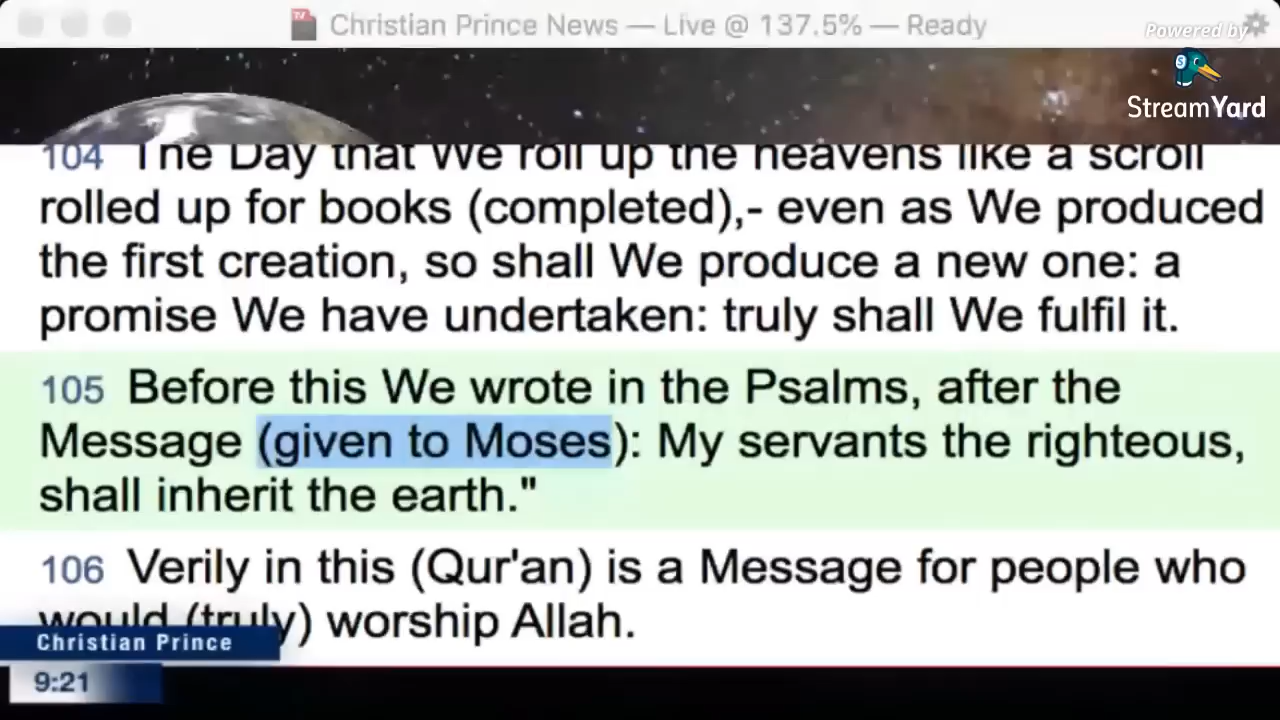 Christian Prince News — Live @ 137.5% — Ready
Powered by
StreamYard
104 The Day that We roll up the heavens like a scroll
rolled up for books (completed),- even as We produced
the first creation, so shall We produce a new one: a
promise We have undertaken: truly shall We fulfil it.
105 Before this We wrote in the Psalms, after the
Message (given to Moses): My servants the righteous,
shall inherit the earth."
106 Verily in this (Qur'an) is a Message for people who
would (truly) worship Allah.
Christian Prince
9:21